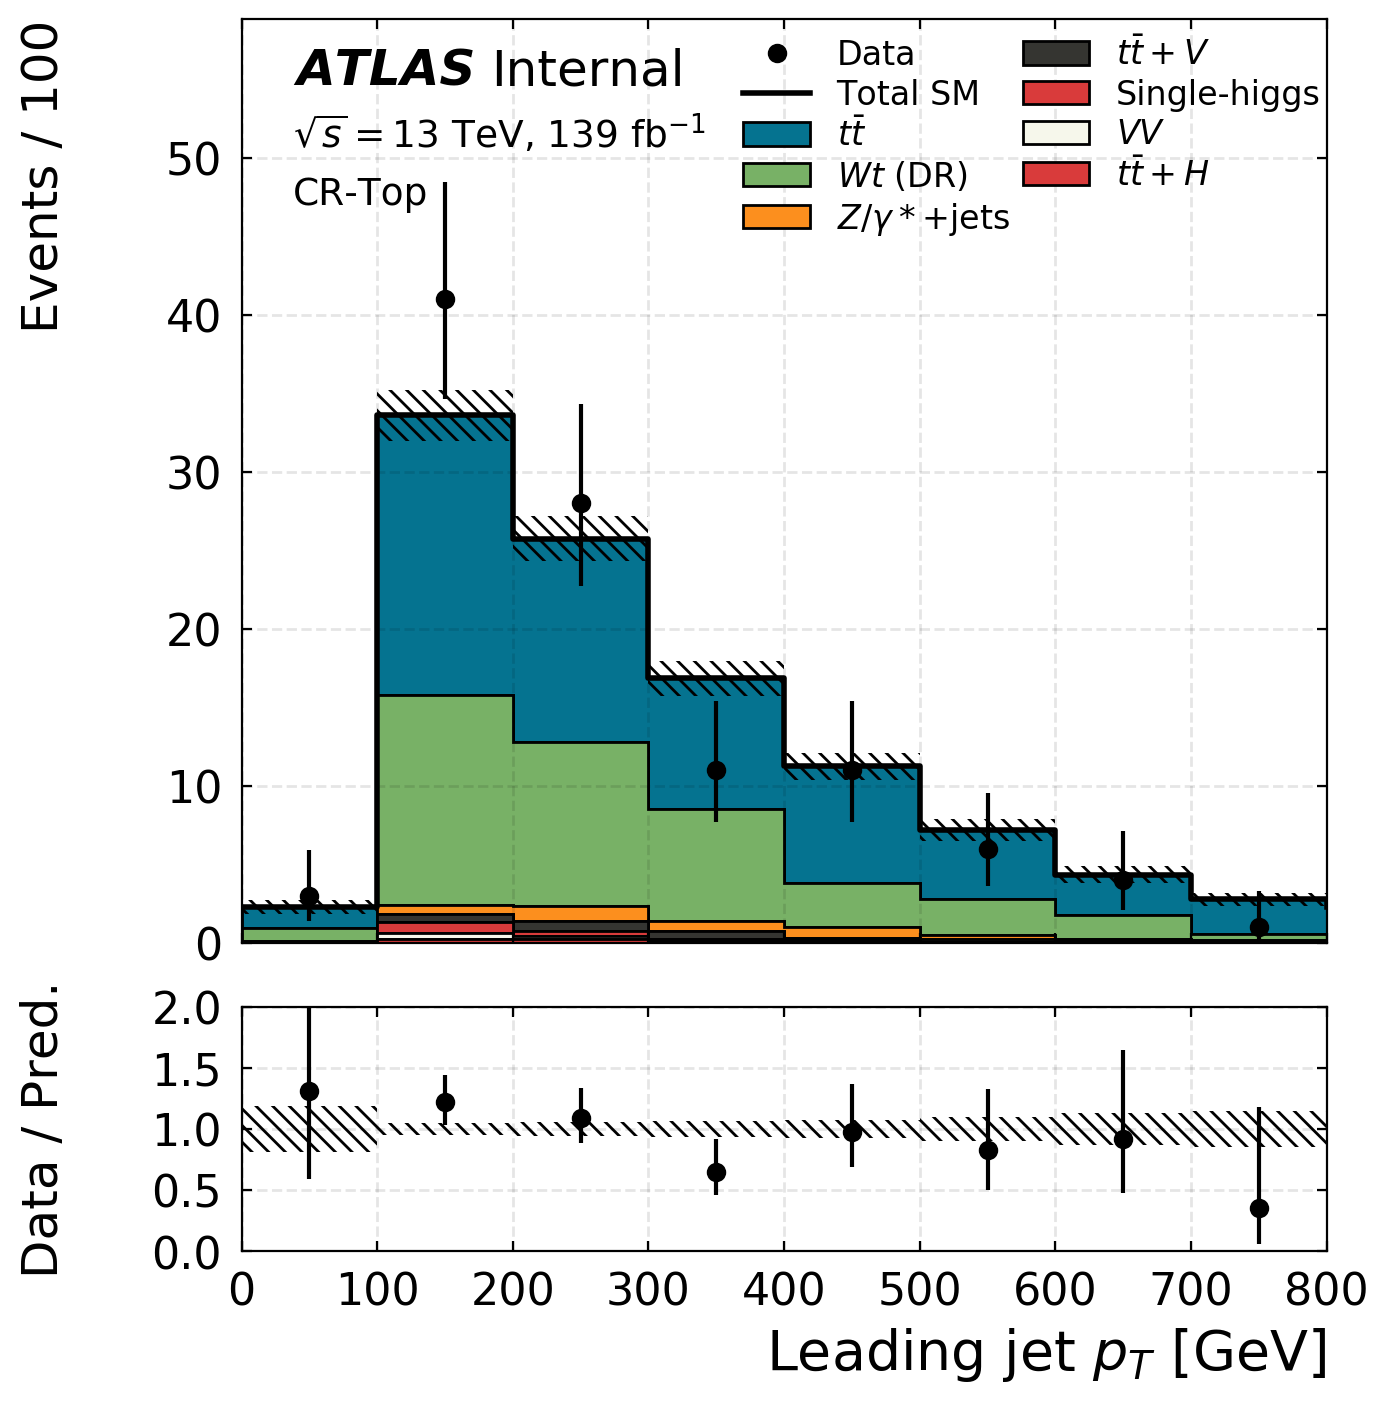 Events / 100
ATLAS Internal
√s = 13 TeV, 139 fb⁻¹
CR-Top
Data
Total SM
tt̄
Wt (DR)
Z/γ * +jets
tt̄ + V
Single-higgs
VV
tt̄ + H
50
40
30
20
10
0
Data / Pred.
2.0
1.5
1.0
0.5
0.0
0 100 200 300 400 500 600 700 800
Leading jet p_T [GeV]